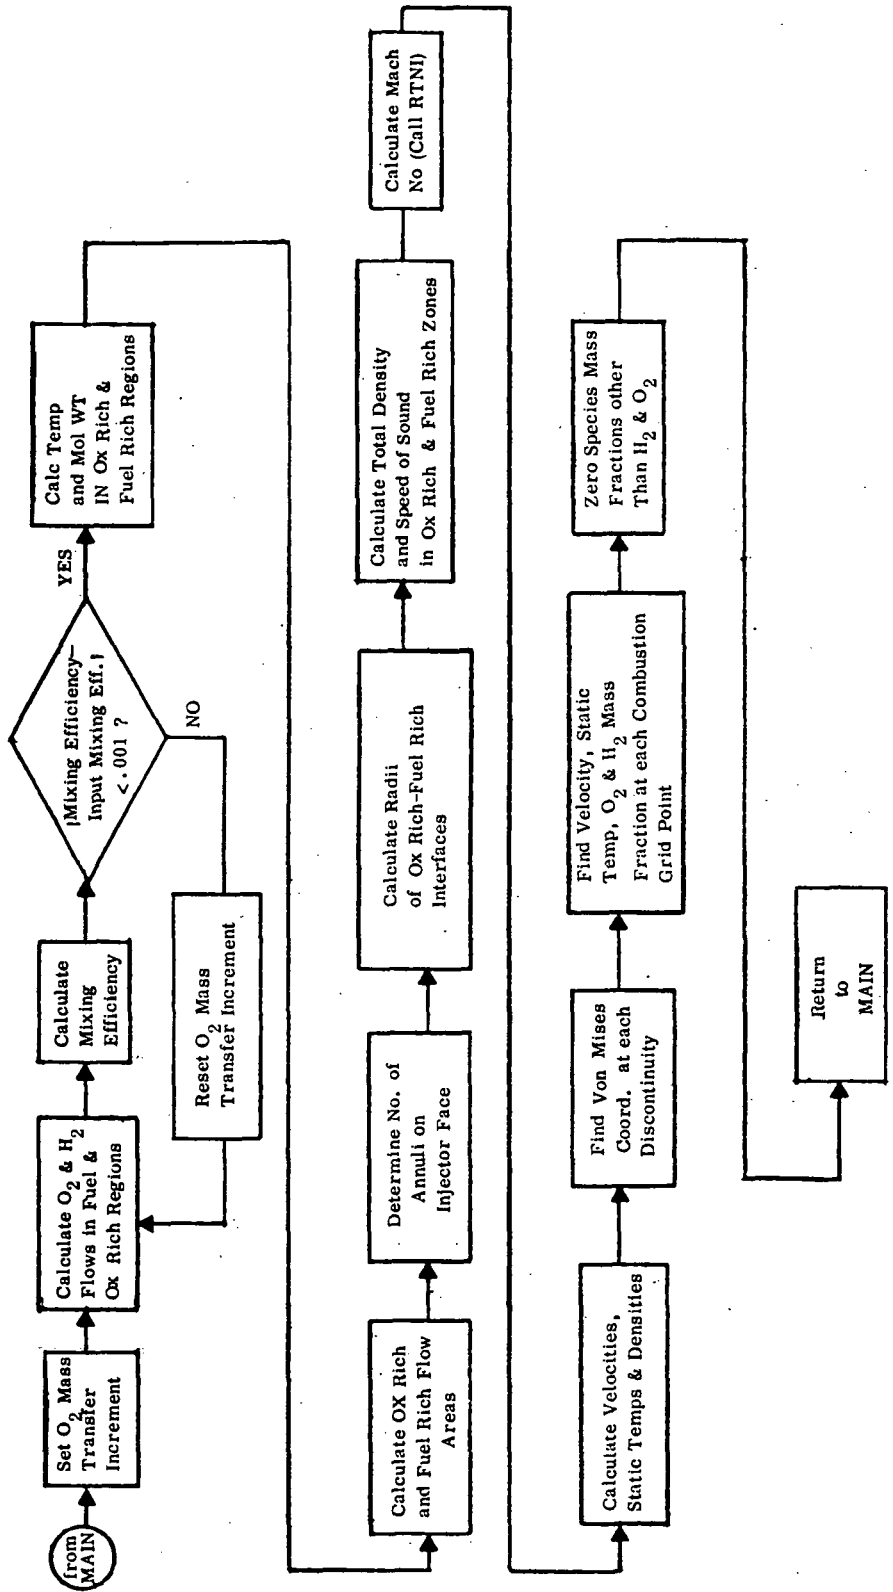 from
MAIN
Set O2 Mass
Transfer
Increment
Calculate O2 & H2
Flows in Fuel &
Ox Rich Regions
Calculate
Mixing
Efficiency
|Mixing Efficiency–
Input Mixing Eff.|
<.001 ?
YES
NO
Reset O2 Mass
Transfer Increment
Calc Temp
and Mol WT
IN Ox Rich &
Fuel Rich Regions
Calculate OX Rich
and Fuel Rich Flow
Areas
Determine No. of
Annuli on
Injector Face
Calculate Radii
of Ox Rich-Fuel Rich
Interfaces
Calculate Total Density
and Speed of Sound
in Ox Rich & Fuel Rich Zones
Calculate Mach
No (Call RTNI)
Calculate Velocities,
Static Temps & Densities
Find Von Mises
Coord. at each
Discontinuity
Find Velocity, Static
Temp, O2 & H2 Mass
Fraction at each Combustion
Grid Point
Zero Species Mass
Fractions other
Than H2 & O2
Return
to
MAIN